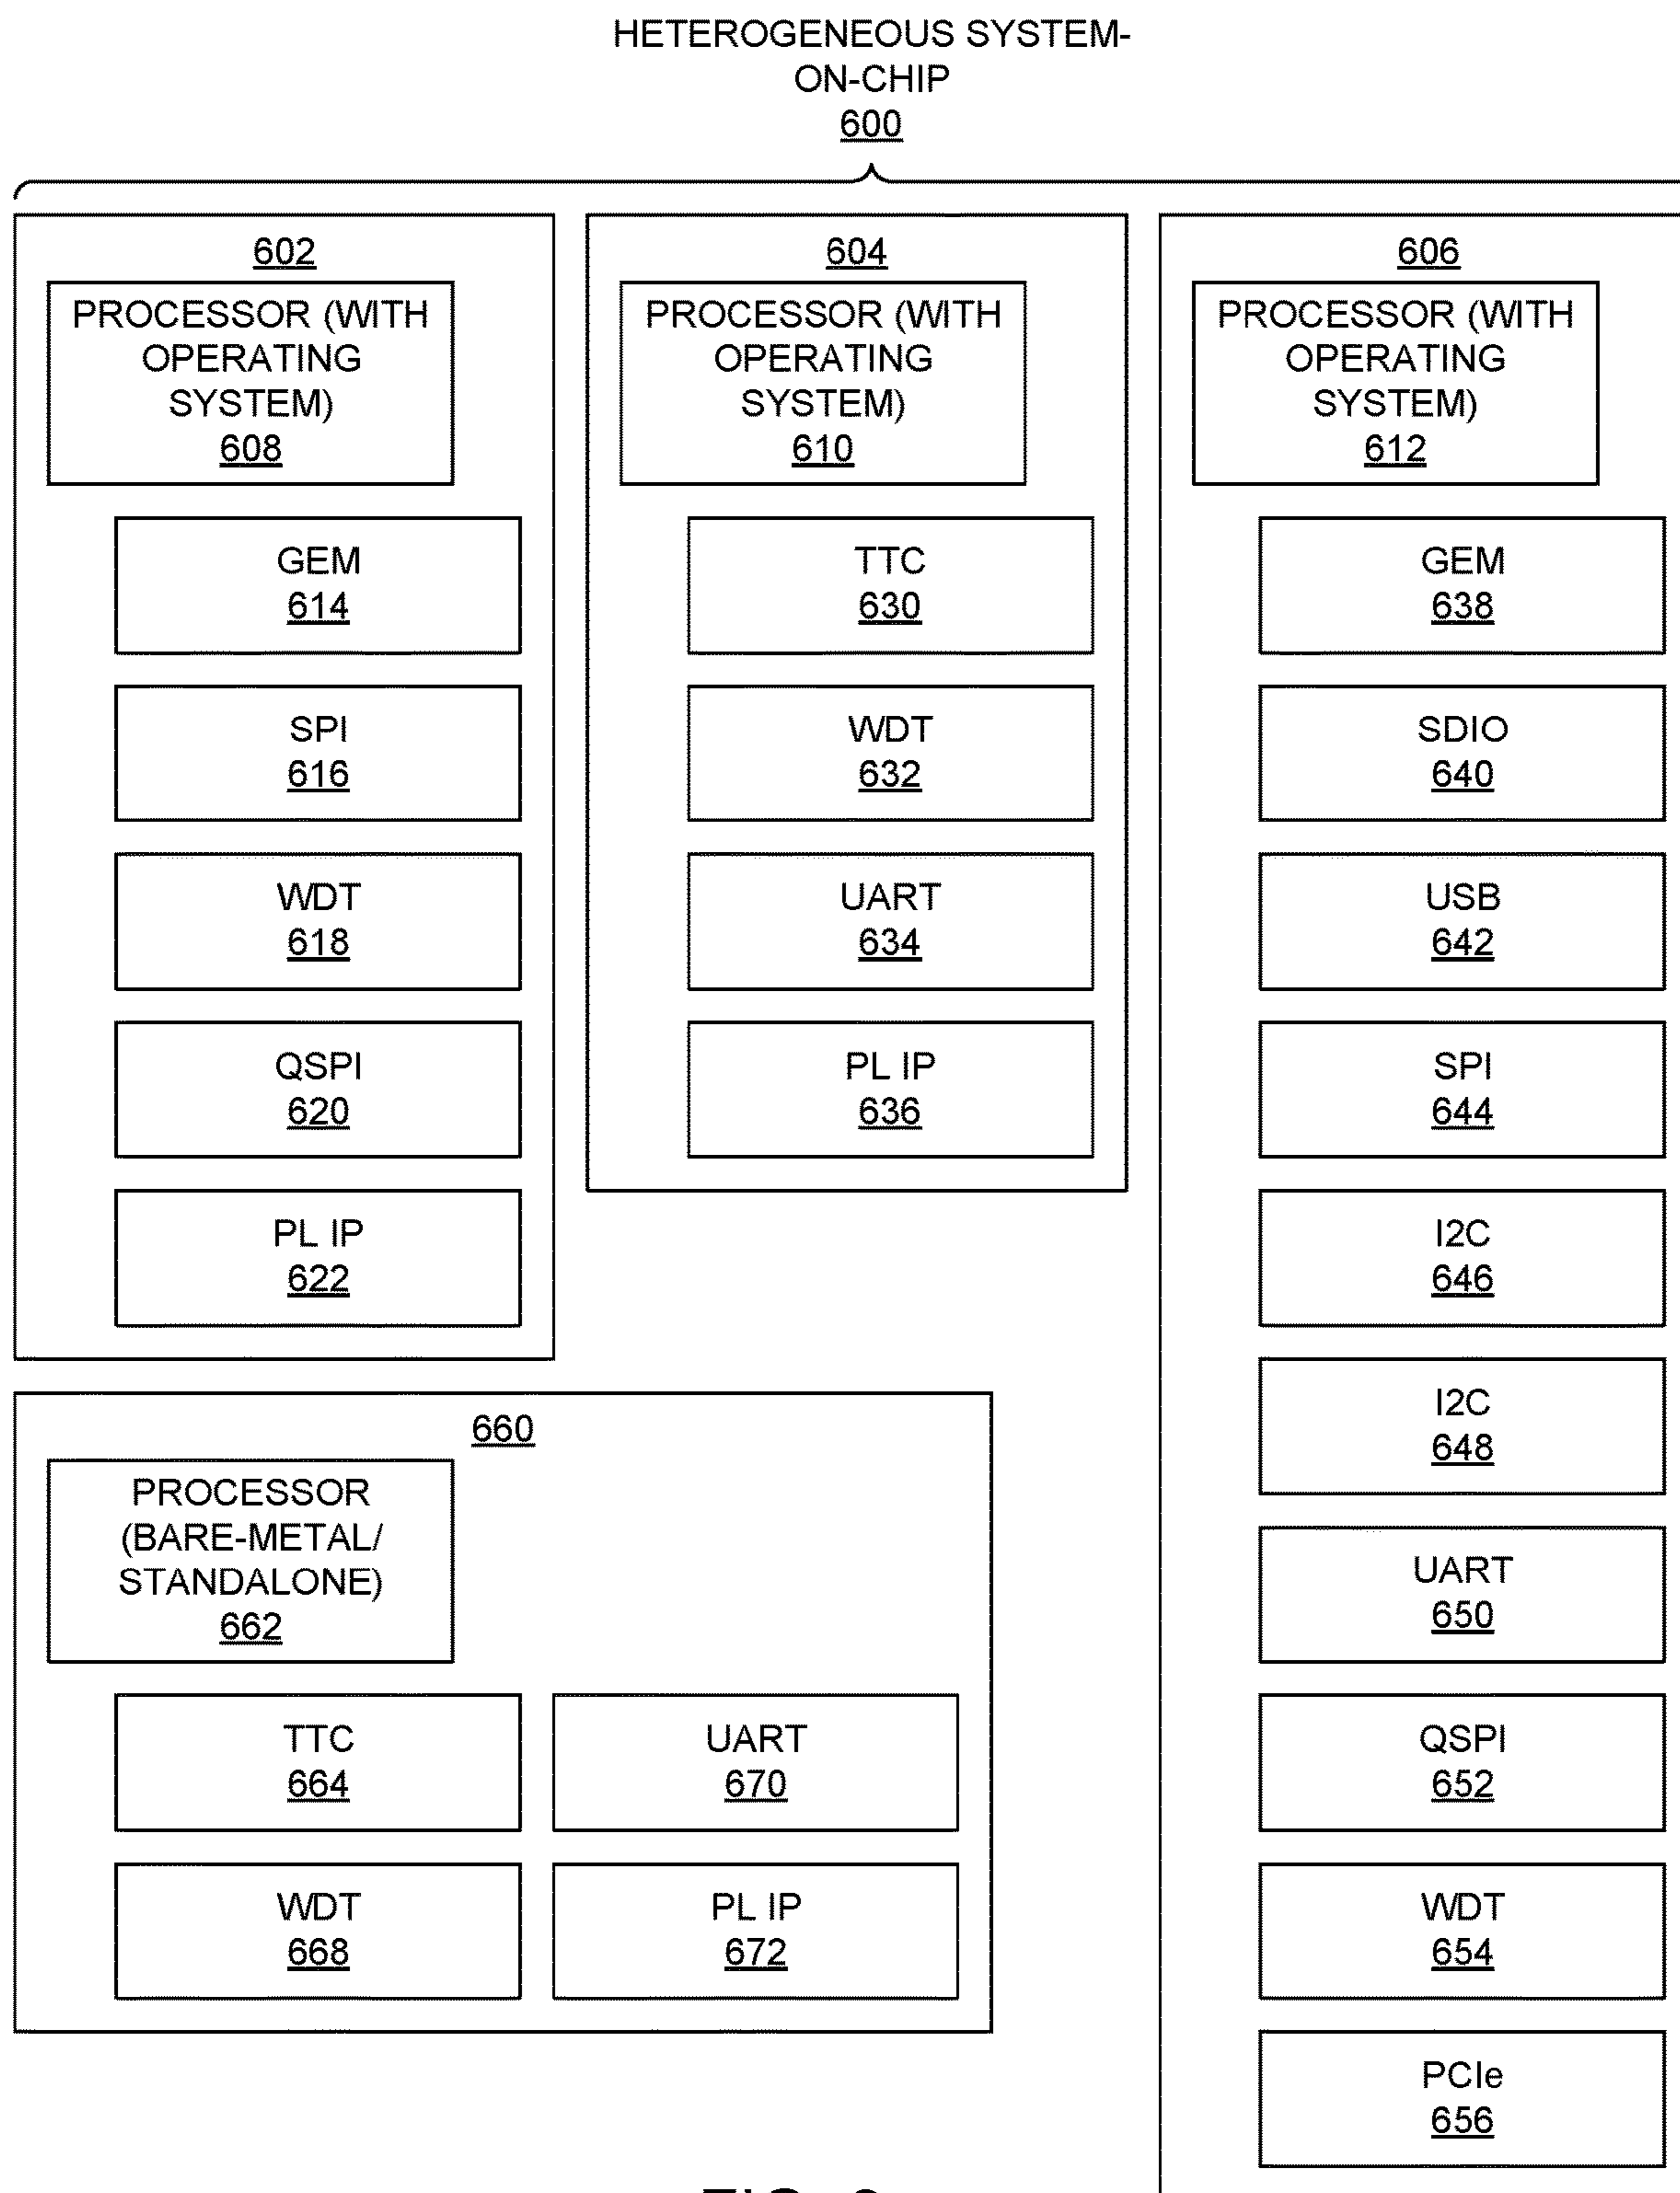 HETEROGENEOUS SYSTEM-
ON-CHIP
600
602
PROCESSOR (WITH
OPERATING
SYSTEM)
608
GEM
614
SPI
616
WDT
618
QSPI
620
PL IP
622
604
PROCESSOR (WITH
OPERATING
SYSTEM)
610
TTC
630
WDT
632
UART
634
PL IP
636
606
PROCESSOR (WITH
OPERATING
SYSTEM)
612
GEM
638
SDIO
640
USB
642
SPI
644
I2C
646
I2C
648
UART
650
QSPI
652
WDT
654
PCIe
656
660
PROCESSOR
(BARE-METAL/
STANDALONE)
662
TTC
664
UART
670
WDT
668
PL IP
672